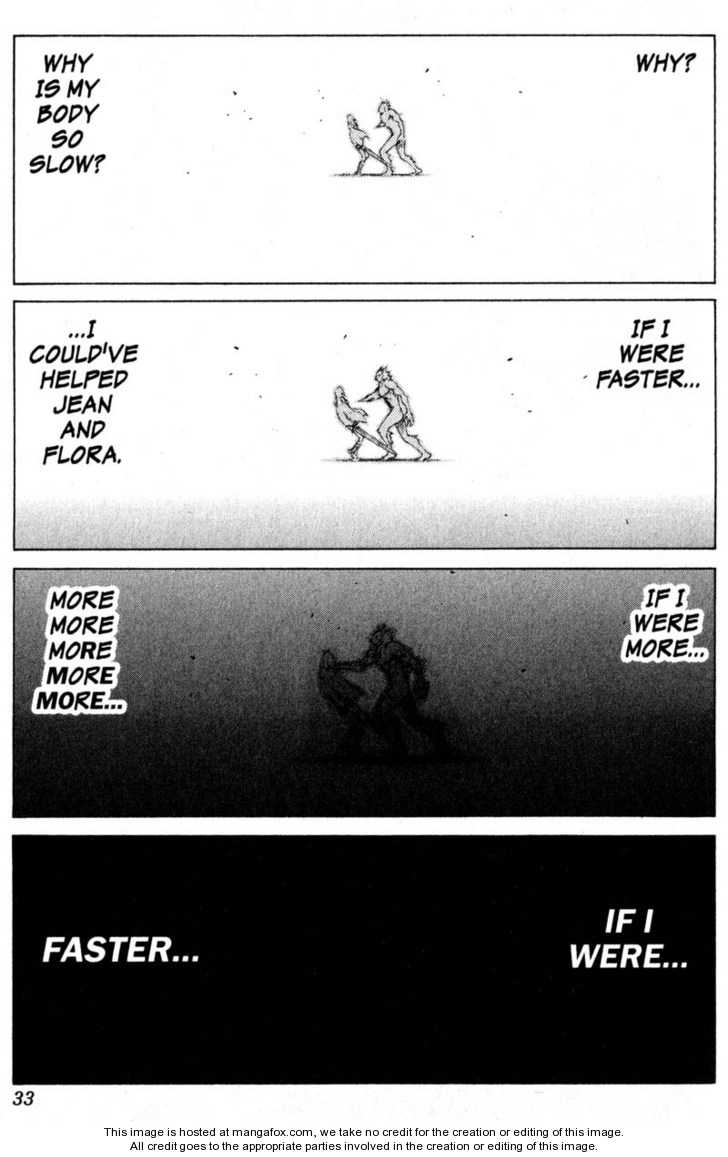 WHY?
WHY
IS MY
BODY
SO
SLOW?
IF I
WERE
FASTER...
...I
COULD'VE
HELPED
JEAN
AND
FLORA.
IF I
WERE
MORE...
MORE
MORE
MORE
MORE
MORE...
IF I
WERE...
FASTER...
33
This image is hosted at mangafox.com, we take no credit for the creation or editing of this image.
All credit goes to the appropriate parties involved in the creation or editing of this image.